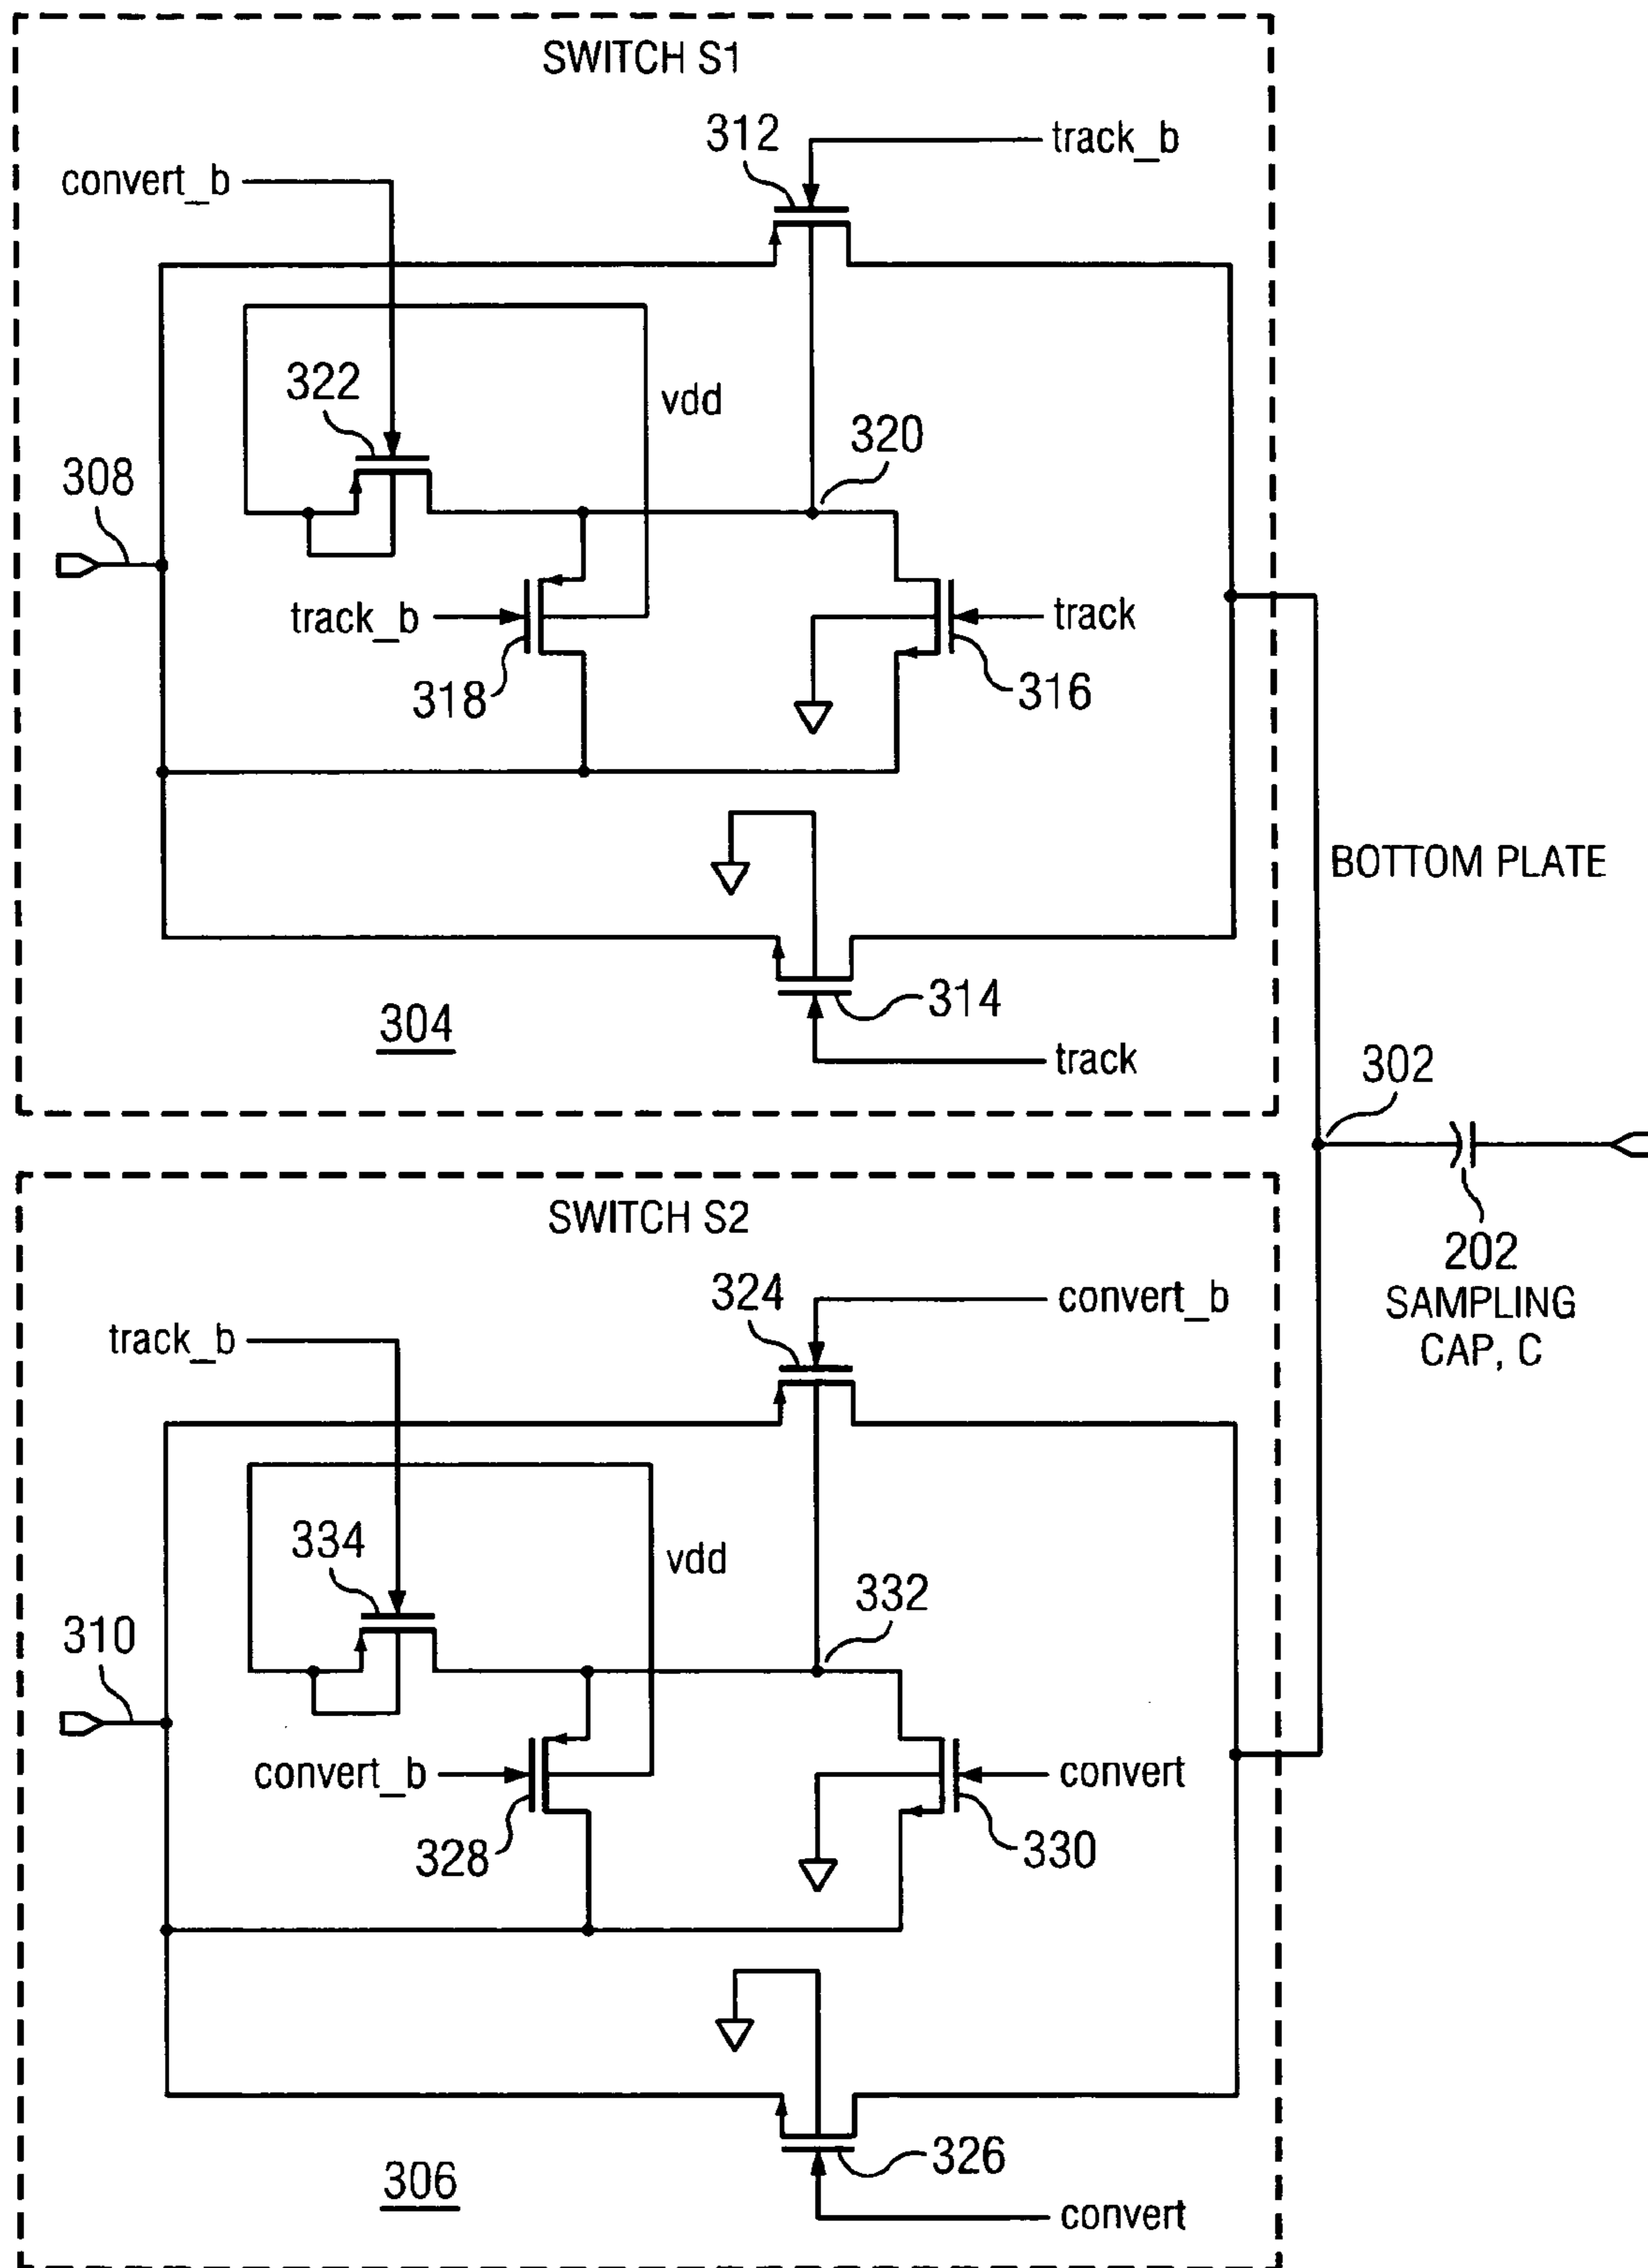 SWITCH S1
312
track_b
convert_b
322
vdd
320
308
track_b
track
318
316
BOTTOM PLATE
314
304
track
302
SWITCH S2
202
SAMPLING
CAP, C
324
convert_b
track_b
334
vdd
332
310
convert_b
convert
328
330
326
306
convert